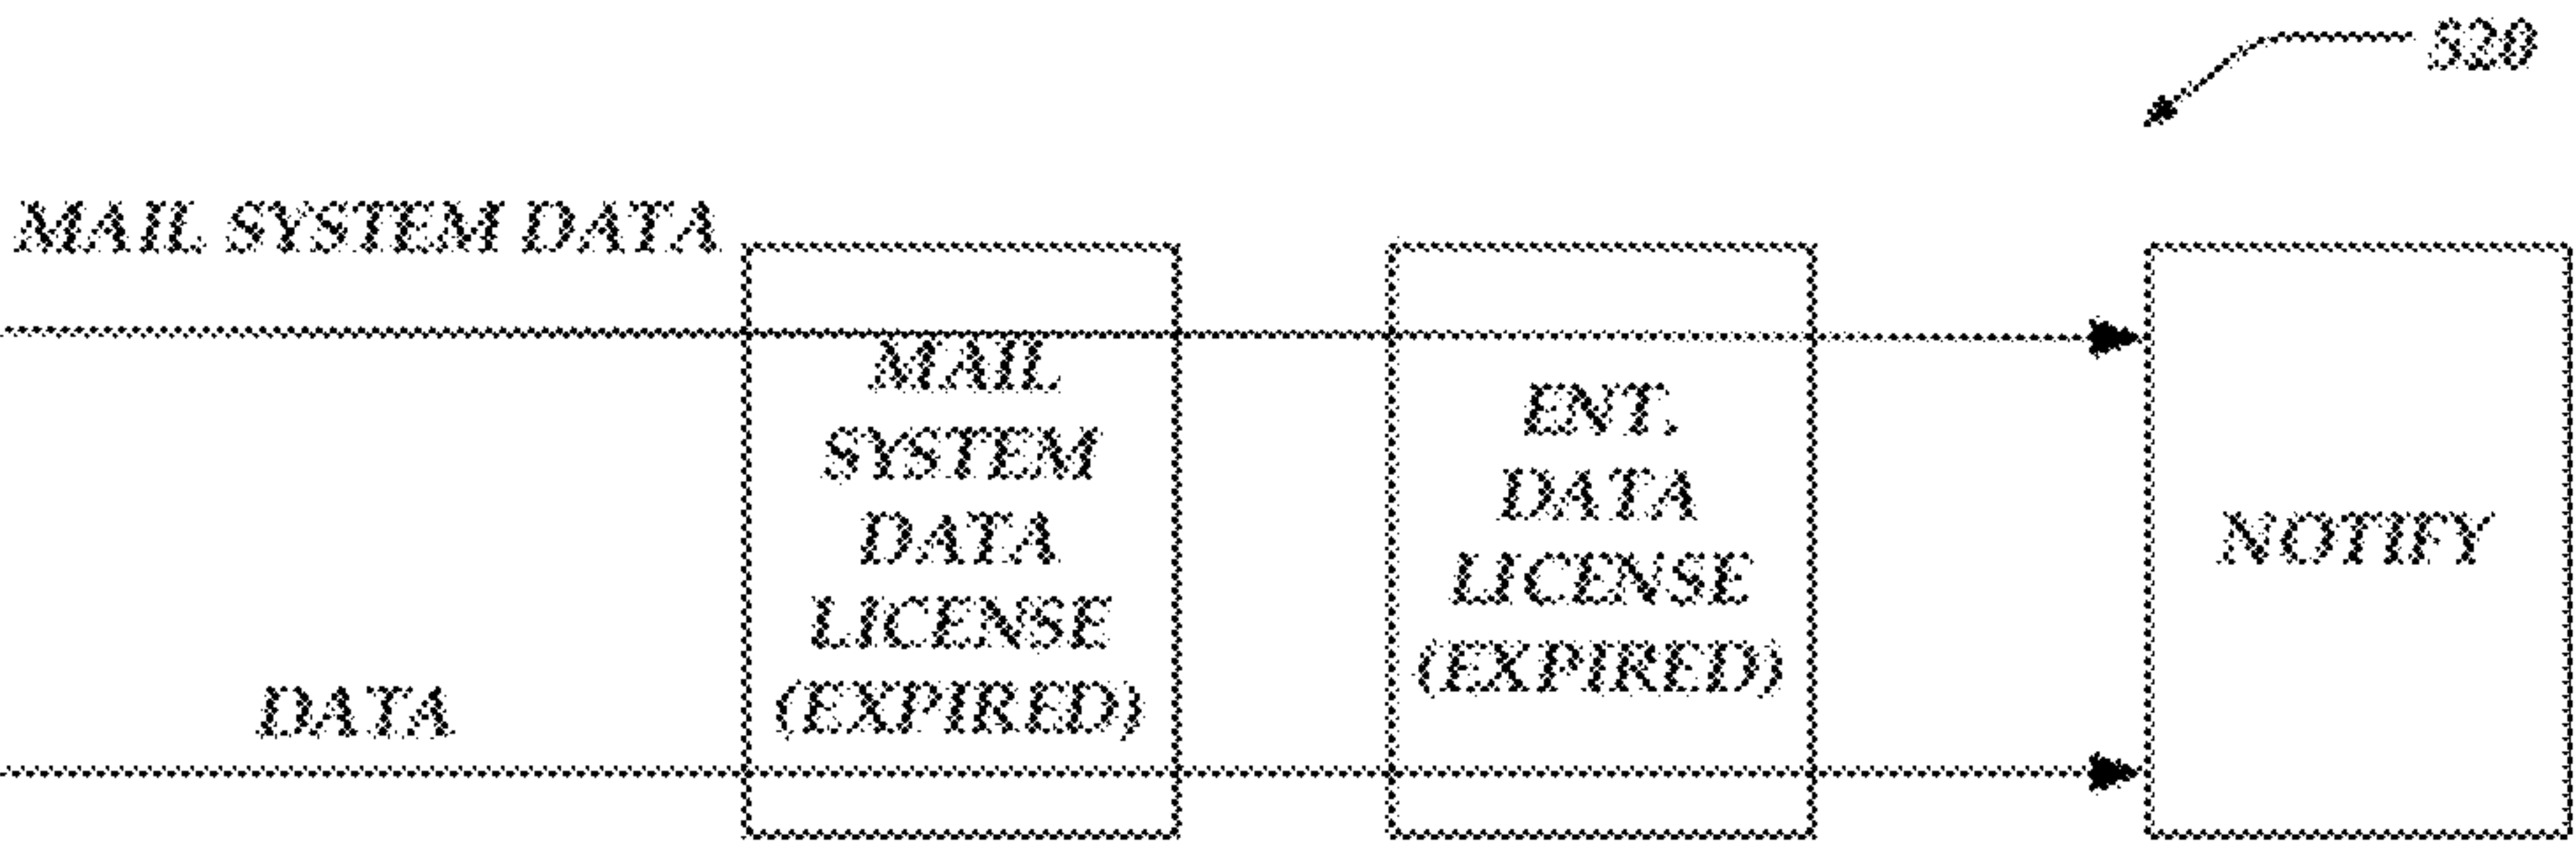 520
MAIL SYSTEM DATA
MAIL
SYSTEM
DATA
LICENSE
(EXPIRED)
ENT.
DATA
LICENSE
(EXPIRED)
NOTIFY
DATA